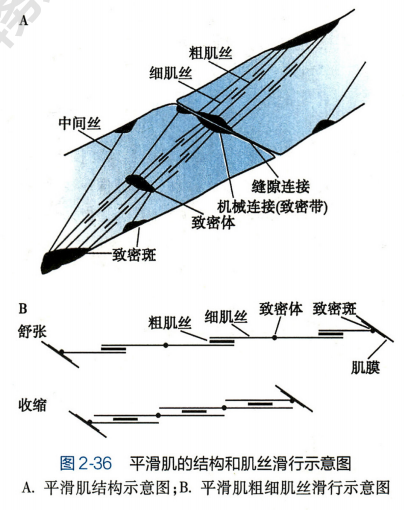 A
粗肌丝
细肌丝
中间丝
缝隙连接
机械连接(致密带)
致密体
致密斑
B
舒张
粗肌丝
细肌丝
致密体
致密斑
肌膜
收缩
图2-36 平滑肌的结构和肌丝滑行示意图
A. 平滑肌结构示意图;B. 平滑肌粗细肌丝滑行示意图